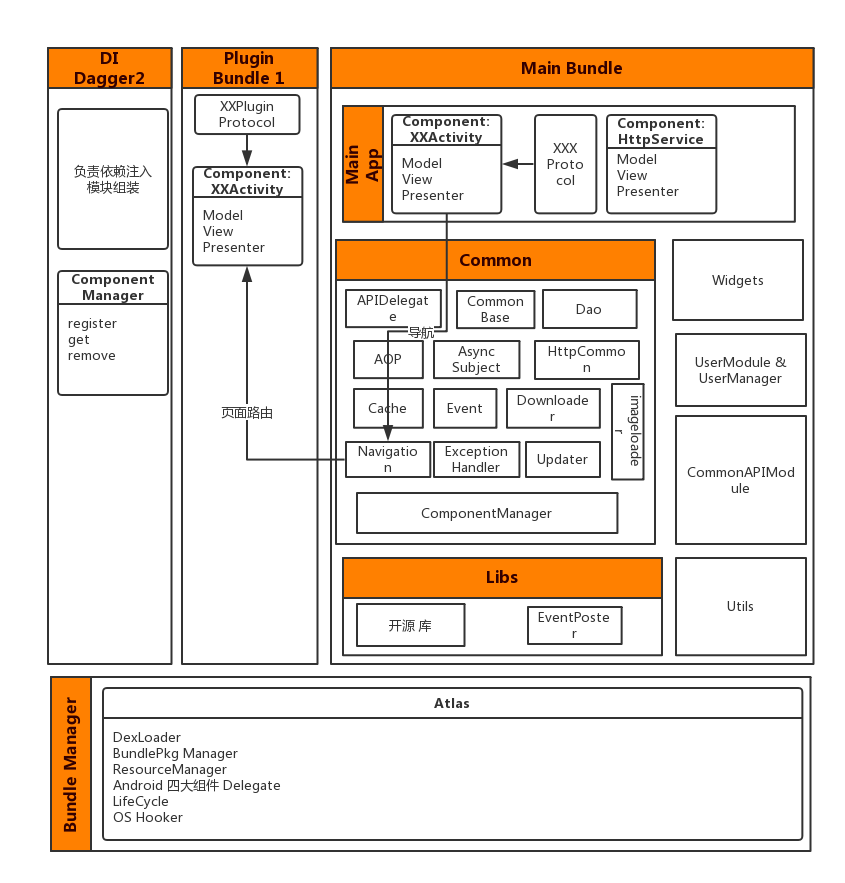 DI
Dagger2
负责依赖注入
模块组装
Component
Manager
register
get
remove
Plugin
Bundle 1
XXPlugin
Protocol
Component:
XXActivity
Model
View
Presenter
页面路由
Main Bundle
Main
App
Component:
XXActivity
Model
View
Presenter
XXX
Proto
col
Component:
HttpService
Model
View
Presenter
Common
APIDelegat
e
Common
Base
Dao
导航
AOP
Async
Subject
HttpCommo
n
Cache
Event
Downloade
r
imageloade
r
Navigatio
n
Exception
Handler
Updater
ComponentManager
Widgets
UserModule &
UserManager
CommonAPIMod
ule
Utils
Libs
开源 库
EventPoste
r
Bundle Manager
Atlas
DexLoader
BundlePkg Manager
ResourceManager
Android 四大组件 Delegate
LifeCycle
OS Hooker